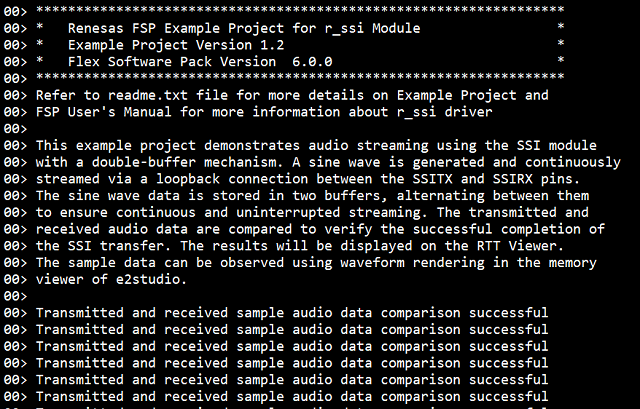 00> ******************************************************************
00> *   Renesas FSP Example Project for r_ssi Module                 *
00> *   Example Project Version 1.2                                  *
00> *   Flex Software Pack Version  6.0.0                            *
00> ******************************************************************
00> Refer to readme.txt file for more details on Example Project and
00> FSP User's Manual for more information about r_ssi driver
00>
00> This example project demonstrates audio streaming using the SSI module
00> with a double-buffer mechanism. A sine wave is generated and continuously
00> streamed via a loopback connection between the SSITX and SSIRX pins.
00> The sine wave data is stored in two buffers, alternating between them
00> to ensure continuous and uninterrupted streaming. The transmitted and
00> received audio data are compared to verify the successful completion of
00> the SSI transfer. The results will be displayed on the RTT Viewer.
00> The sample data can be observed using waveform rendering in the memory
00> viewer of e2studio.
00>
00> Transmitted and received sample audio data comparison successful
00> Transmitted and received sample audio data comparison successful
00> Transmitted and received sample audio data comparison successful
00> Transmitted and received sample audio data comparison successful
00> Transmitted and received sample audio data comparison successful
00> Transmitted and received sample audio data comparison successful